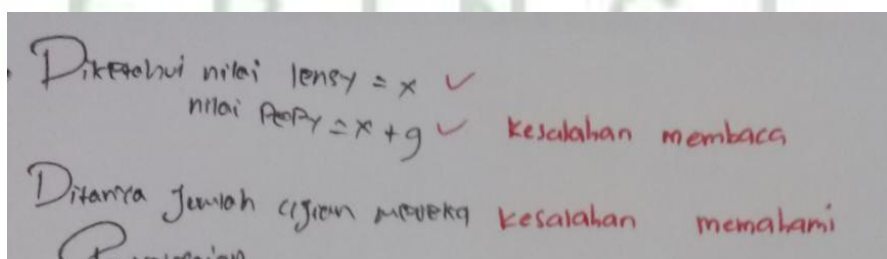 Diketahui nilai lensy = x ✓
nilai Pepy = x + 9 ✓ kesalahan membaca
Ditanya Jumlah ujian mereka kesalahan memahami